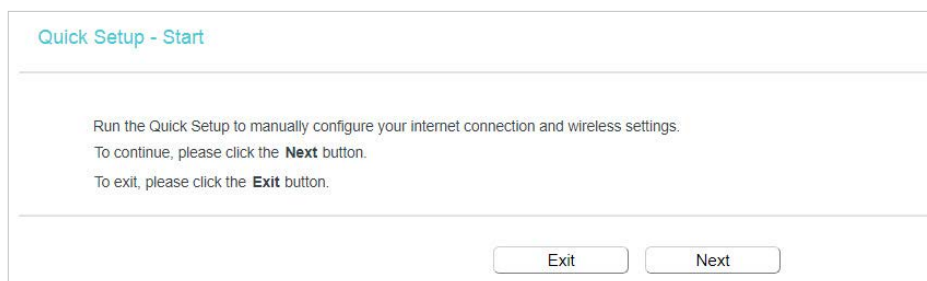 Quick Setup - Start
Run the Quick Setup to manually configure your internet connection and wireless settings.
To continue, please click the Next button.
To exit, please click the Exit button.
Exit Next